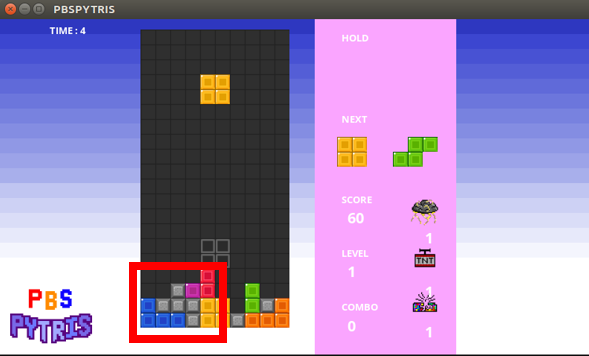 PBSPYTRIS
TIME : 4
HOLD
NEXT
SCORE
60
1
LEVEL
1
TNT
1
COMBO
0
1
PBS
PYTRIS